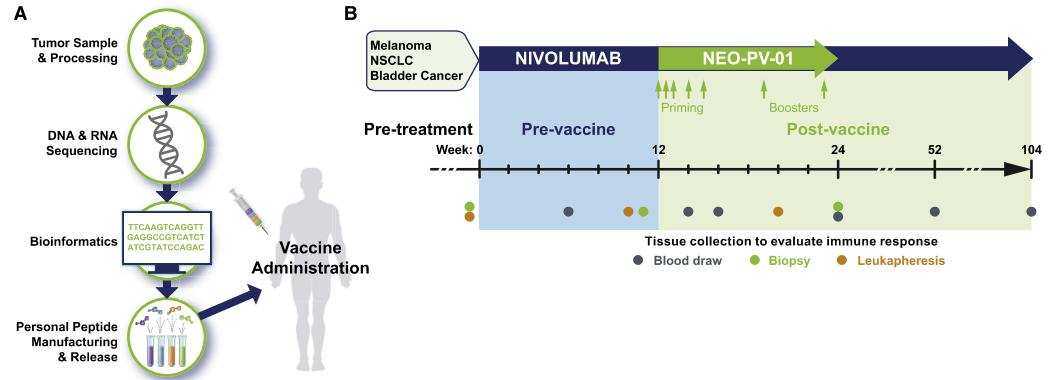 A
Tumor Sample
& Processing
DNA & RNA
Sequencing
TTCAAGTCAGGTT
GAGGCCGTCATCT
ATCGTATCCAGAC
Bioinformatics
Personal Peptide
Manufacturing
& Release
Vaccine
Administration
B
Melanoma
NSCLC
Bladder Cancer
NIVOLUMAB
NEO-PV-01
Priming
Boosters
Pre-treatment
Pre-vaccine
Post-vaccine
Week: 0 12 24 52 104
Tissue collection to evaluate immune response
Blood draw Biopsy Leukapheresis